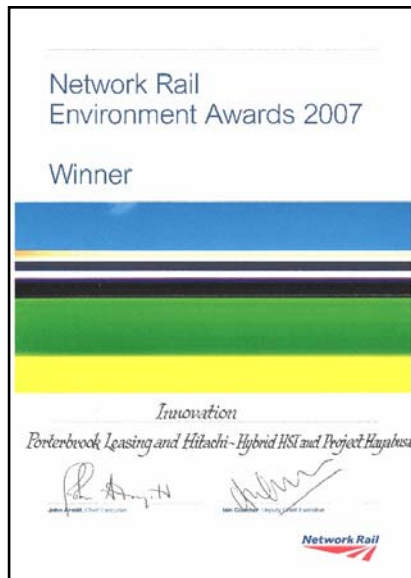 Network Rail
Environment Awards 2007
Winner
Innovation
Porterbrook Leasing and Hitachi - Hybrid HST and Project Hayabusa
John Armitt, Chief Executive
Iain Coucher, Deputy Chief Executive
Network Rail